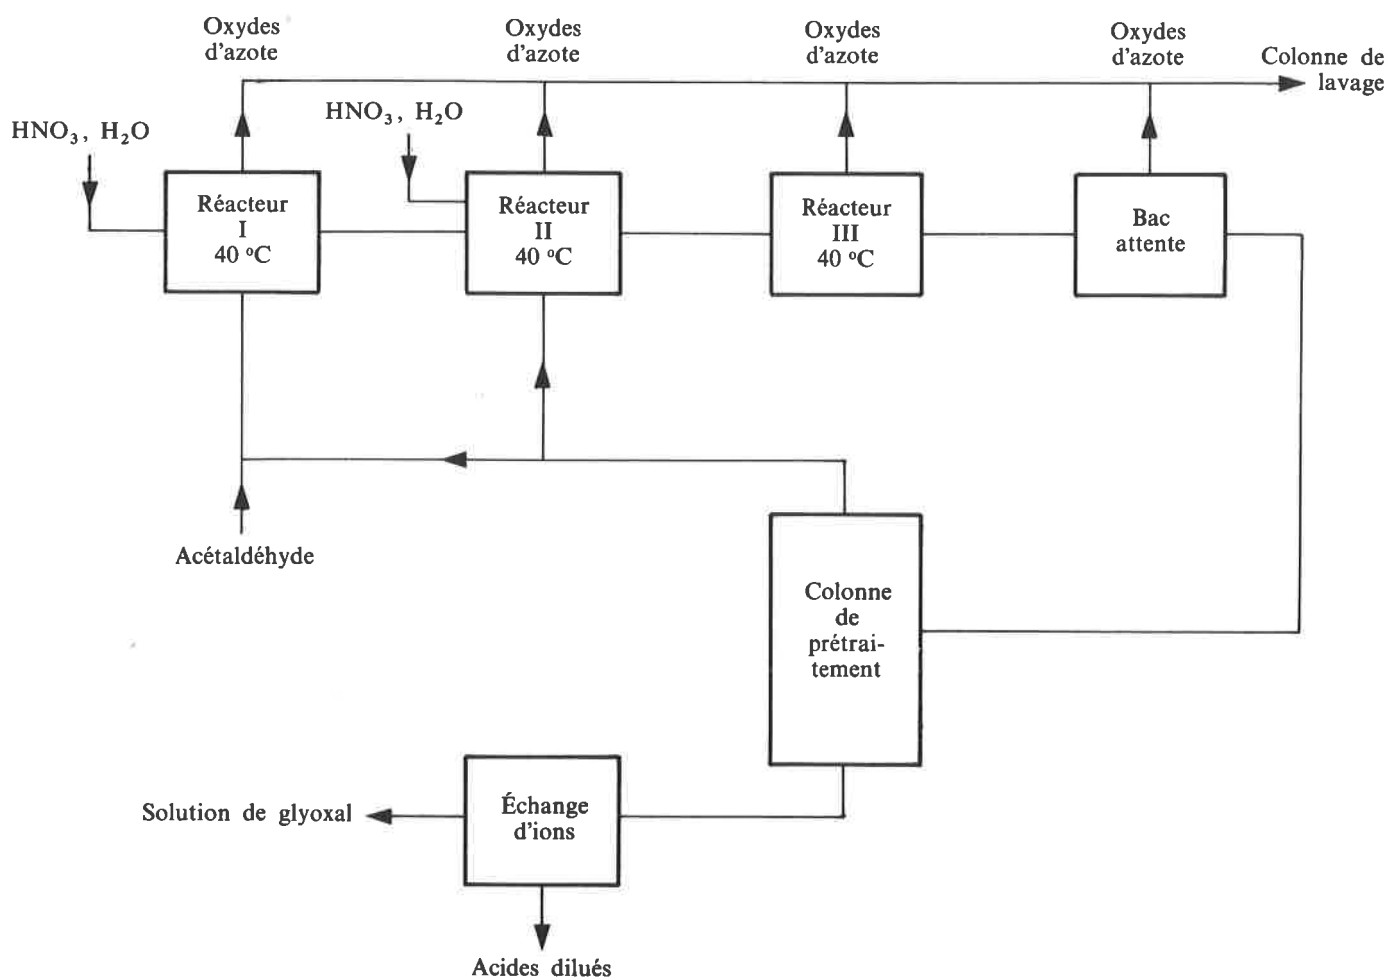 Oxydes
d'azote
Oxydes
d'azote
Oxydes
d'azote
Oxydes
d'azote
Colonne de
lavage
HNO₃, H₂O
HNO₃, H₂O
Réacteur
I
40 °C
Réacteur
II
40 °C
Réacteur
III
40 °C
Bac
attente
Acétaldéhyde
Colonne
de
prétrai-
tement
Solution de glyoxal
Échange
d'ions
Acides dilués